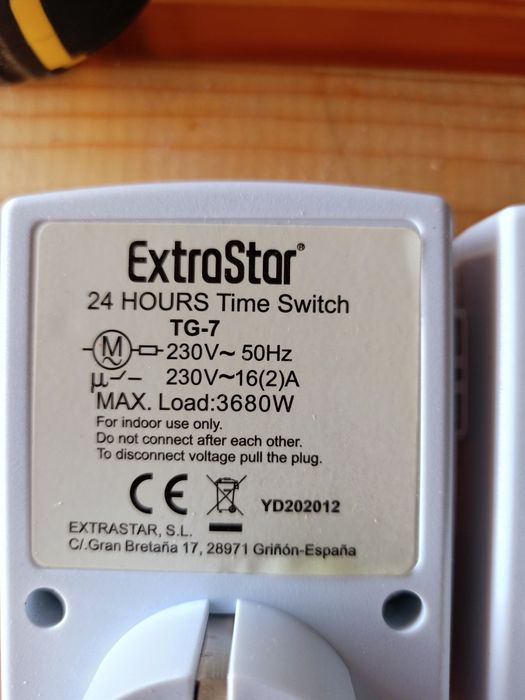 ExtraStar®
24 HOURS Time Switch
TG-7
M 230V~ 50Hz
µ 230V~16(2)A
MAX. Load:3680W
For indoor use only.
Do not connect after each other.
To disconnect voltage pull the plug.
CE YD202012
EXTRASTAR, S.L.
C/.Gran Bretaña 17, 28971 Griñón-España